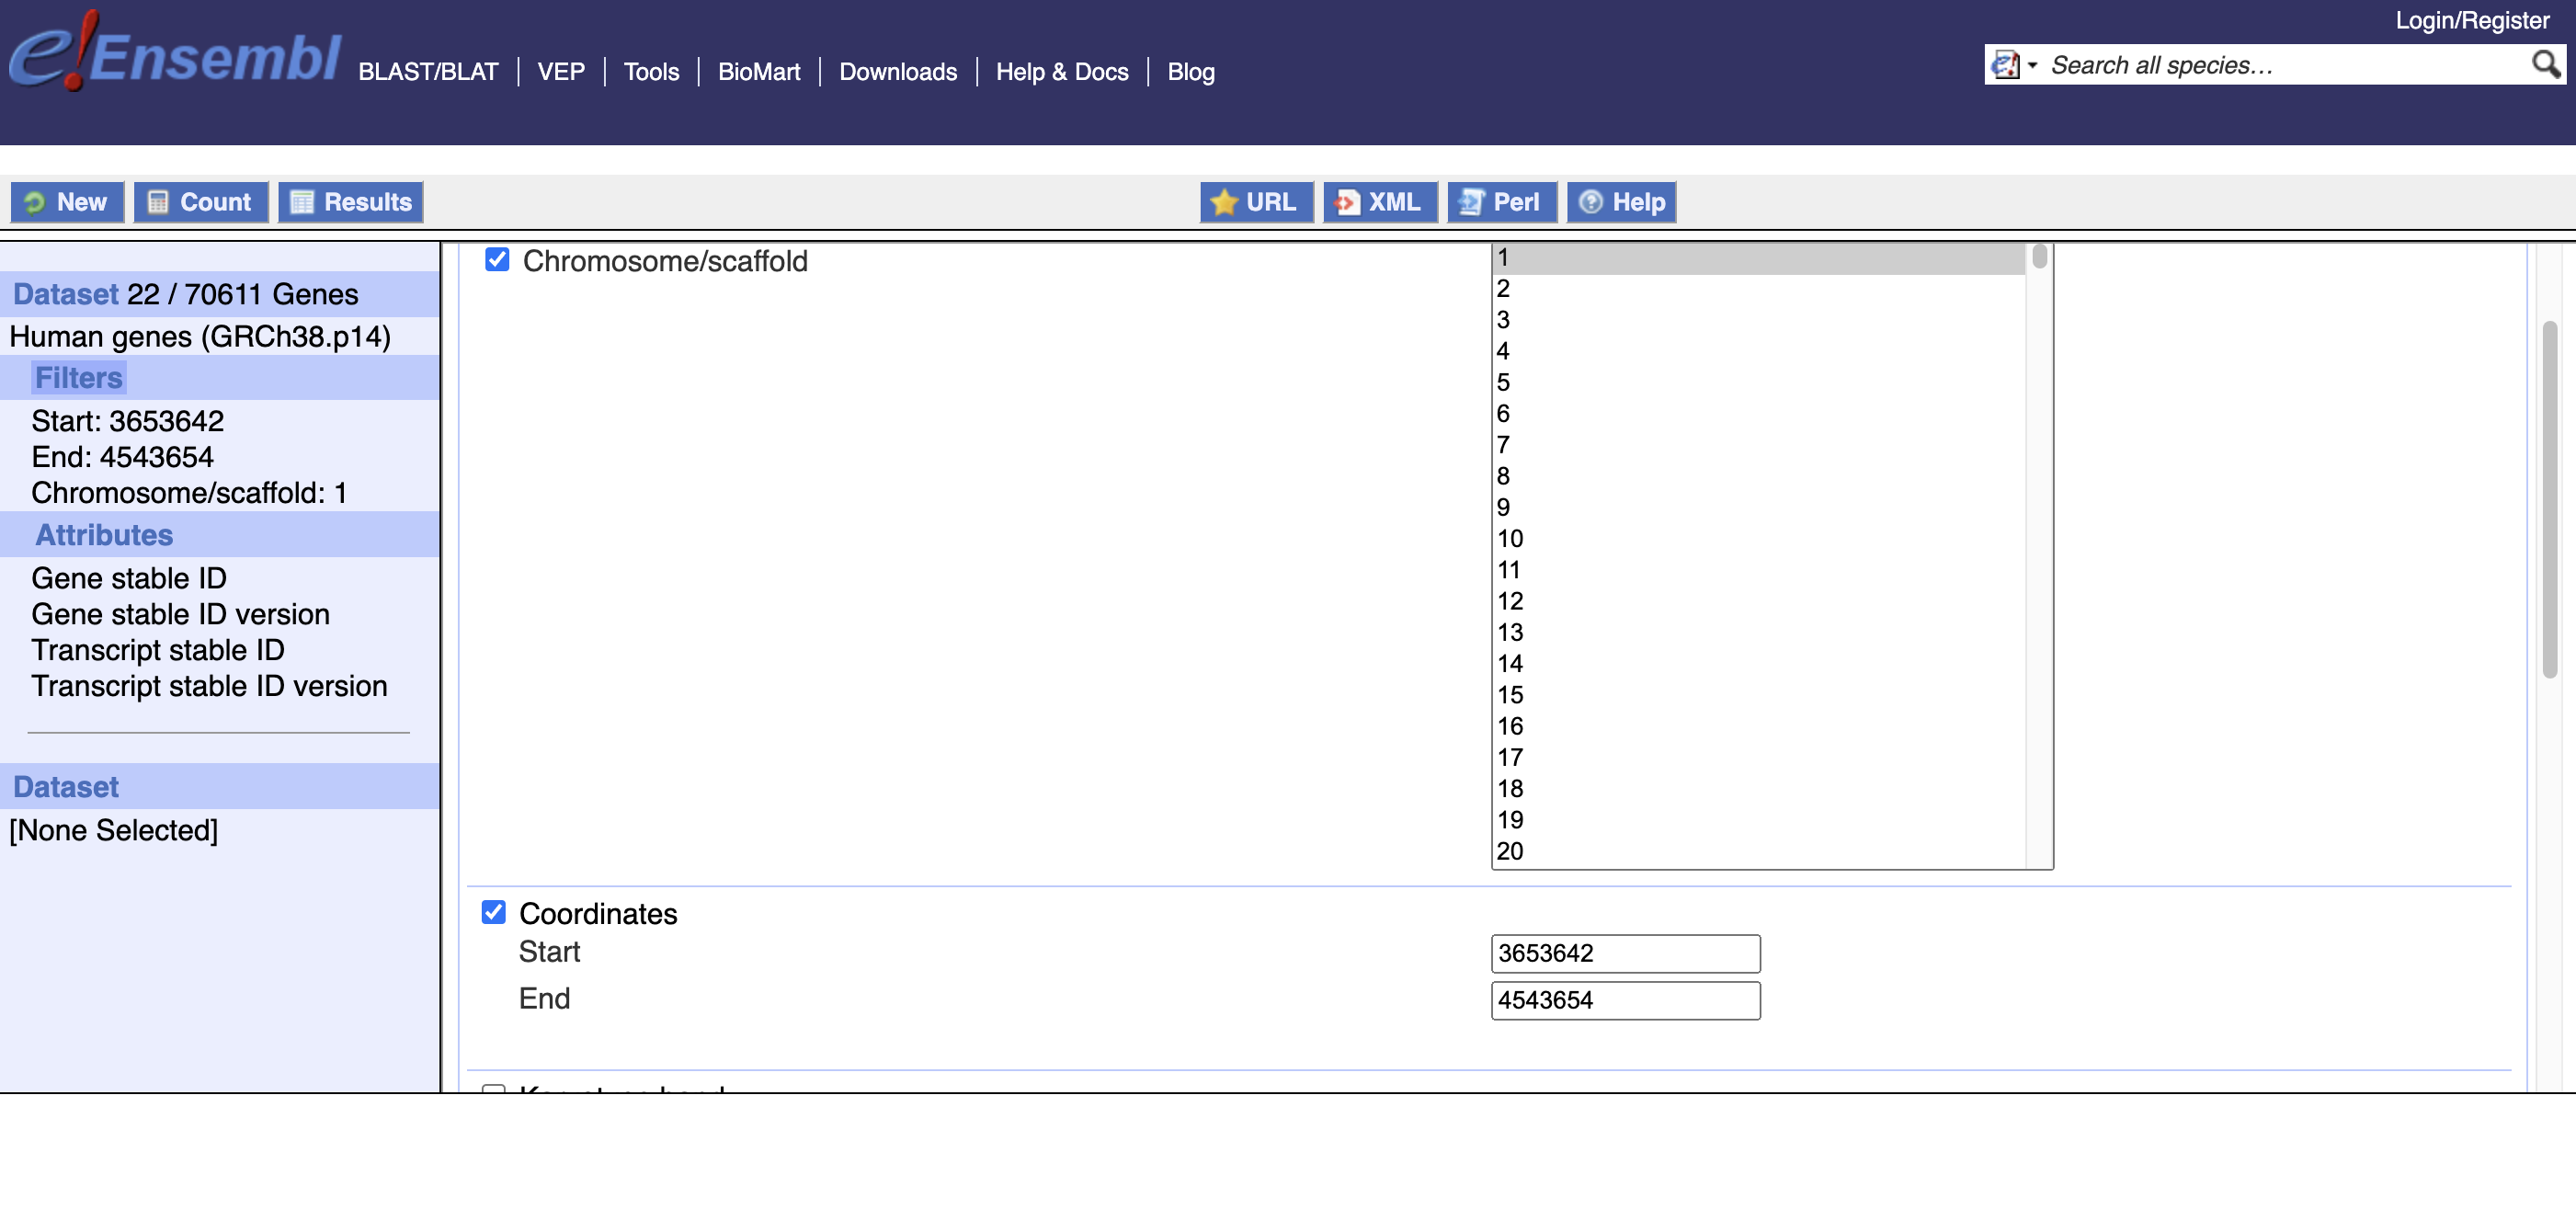 Login/Register
e!Ensembl BLAST/BLAT VEP Tools BioMart Downloads Help & Docs Blog
e! Search all species...
New Count Results URL XML Perl Help
Dataset 22 / 70611 Genes
Human genes (GRCh38.p14)
Filters
Start: 3653642
End: 4543654
Chromosome/scaffold: 1
Attributes
Gene stable ID
Gene stable ID version
Transcript stable ID
Transcript stable ID version
Dataset
[None Selected]
Chromosome/scaffold
1
2
3
4
5
6
7
8
9
10
11
12
13
14
15
16
17
18
19
20
Coordinates
Start 3653642
End 4543654